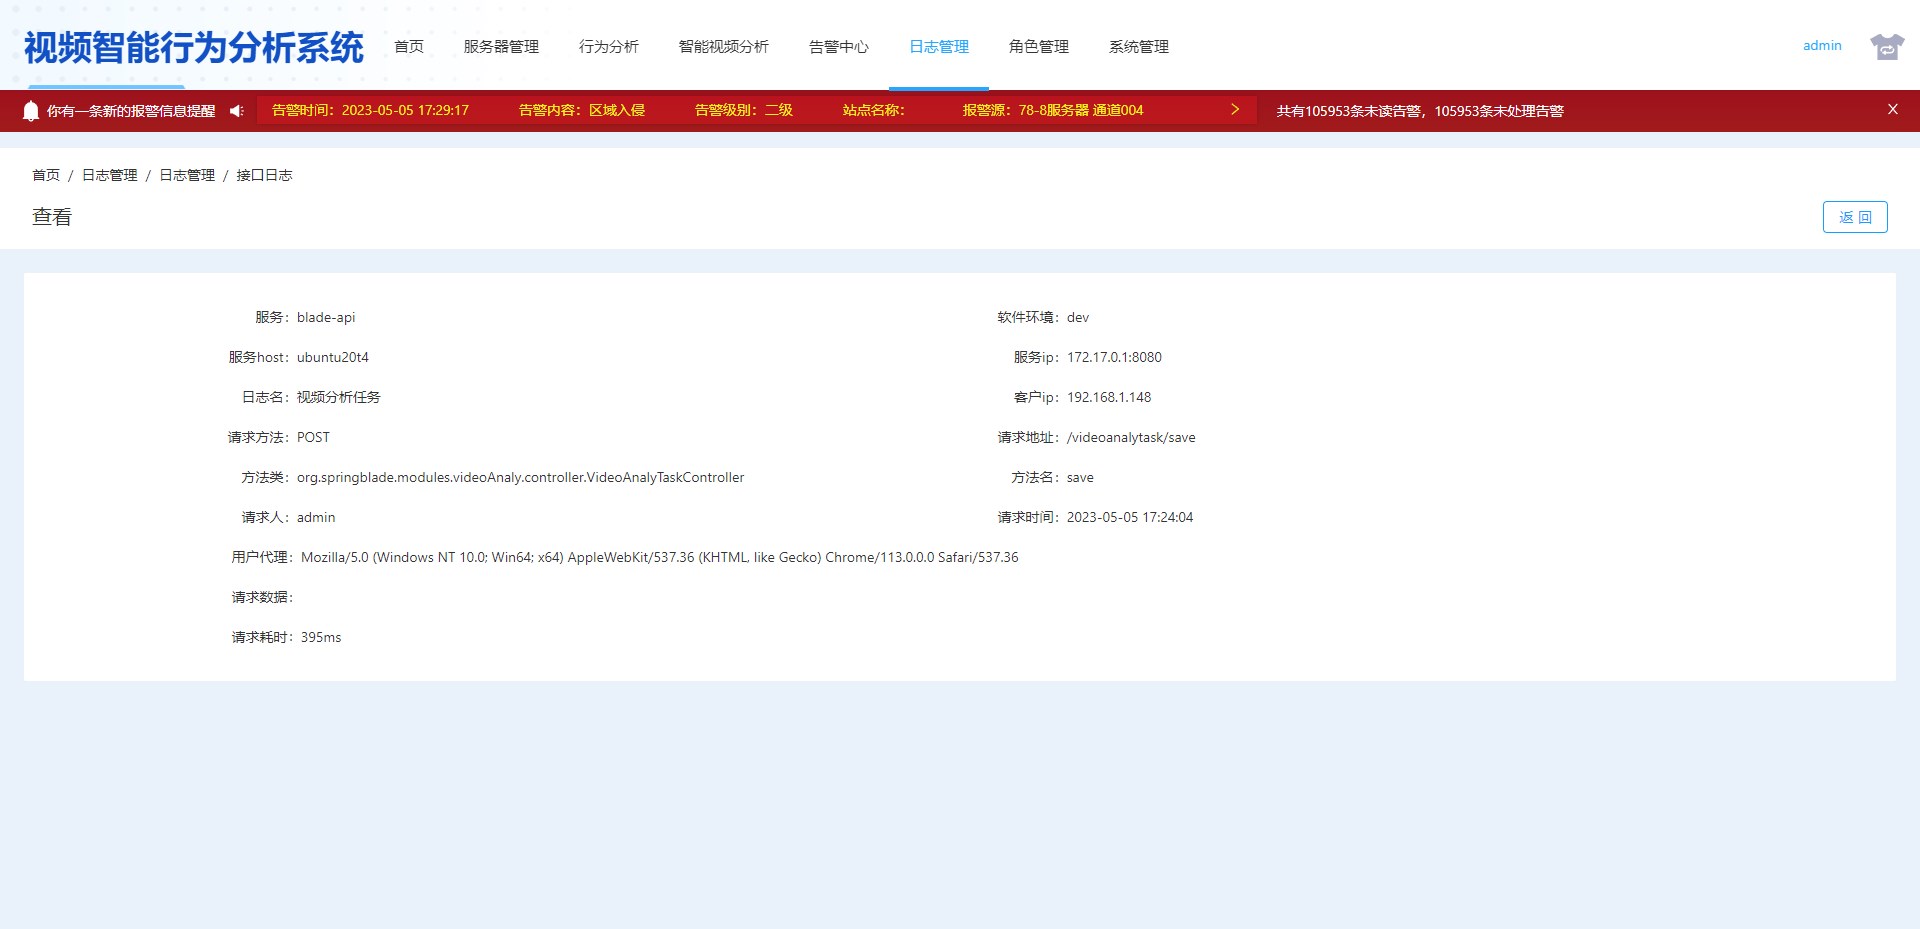 视频智能行为分析系统 首页 服务器管理 行为分析 智能视频分析 告警中心 日志管理 角色管理 系统管理 admin
你有一条新的报警信息提醒 告警时间：2023-05-05 17:29:17 告警内容：区域入侵 告警级别：二级 站点名称： 报警源：78-8服务器 通道004 共有105953条未读告警，105953条未处理告警
首页 / 日志管理 / 日志管理 / 接口日志
查看 返 回
服务：blade-api 软件环境：dev
服务host：ubuntu20t4 服务ip：172.17.0.1:8080
日志名：视频分析任务 客户ip：192.168.1.148
请求方法：POST 请求地址：/videoanalytask/save
方法类：org.springblade.modules.videoAnaly.controller.VideoAnalyTaskController 方法名：save
请求人：admin 请求时间：2023-05-05 17:24:04
用户代理：Mozilla/5.0 (Windows NT 10.0; Win64; x64) AppleWebKit/537.36 (KHTML, like Gecko) Chrome/113.0.0.0 Safari/537.36
请求数据：
请求耗时：395ms